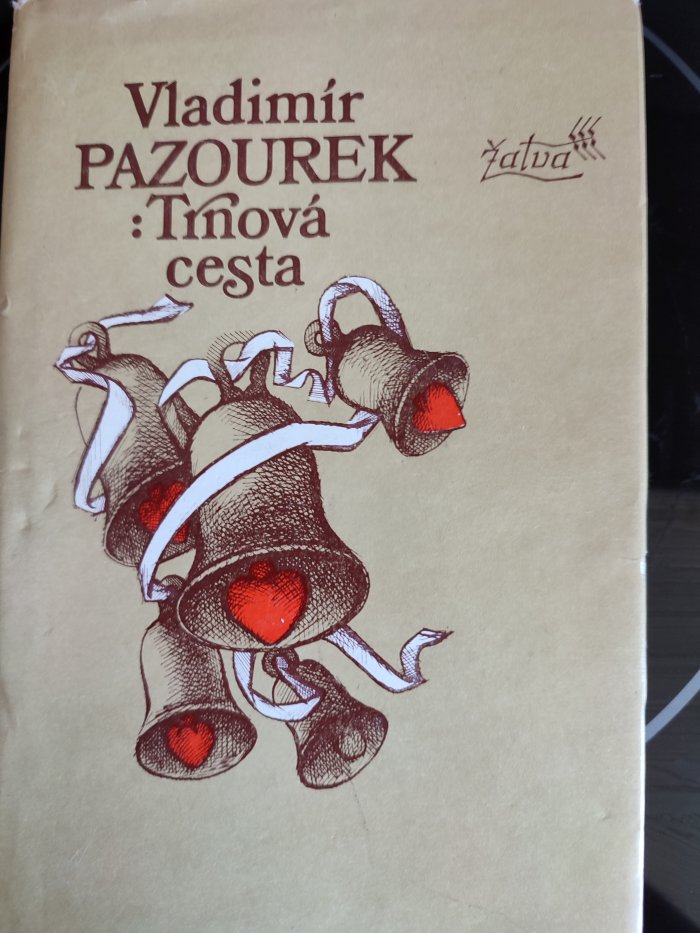 Vladimír
PAZOUREK
:Trnová
cesta
Žatva